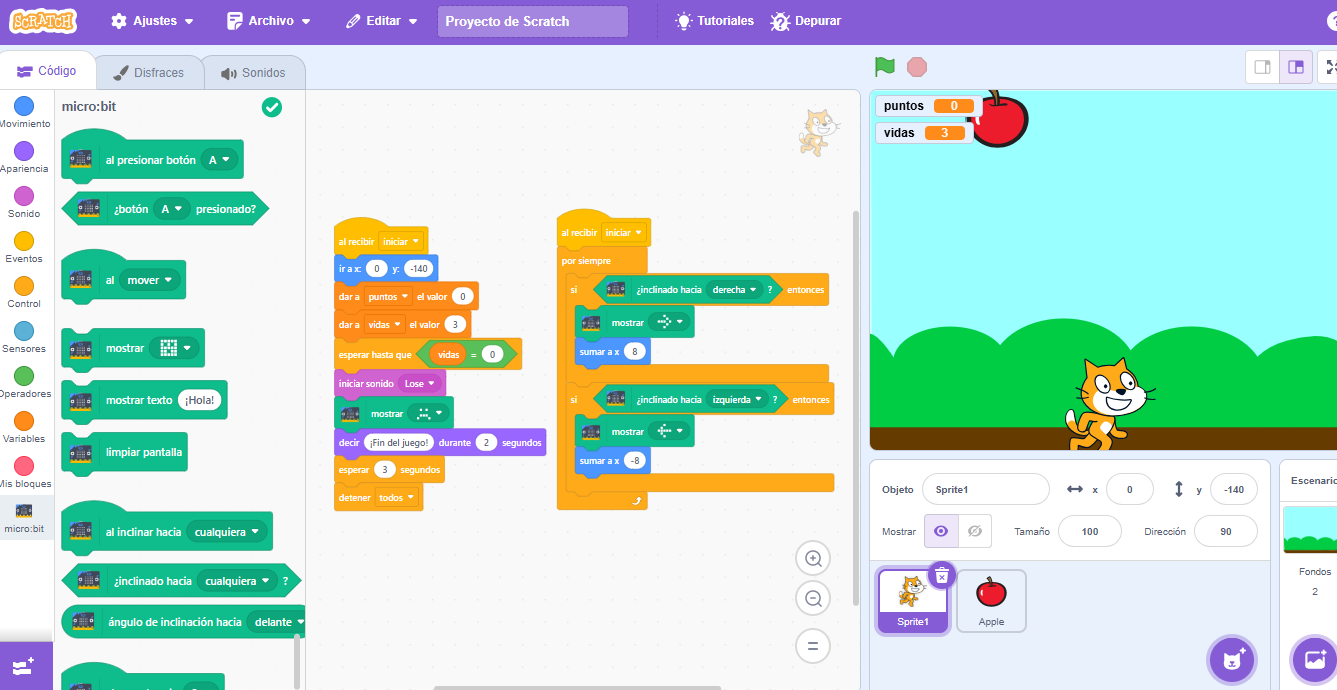 SCRATCH
Ajustes
Archivo
Editar
Proyecto de Scratch
Tutoriales
Depurar
Código
Disfraces
Sonidos
Movimiento
Apariencia
Sonido
Eventos
Control
Sensores
Operadores
Variables
Mis bloques
micro:bit
micro:bit
al presionar botón A
¿botón A presionado?
al mover
mostrar
mostrar texto ¡Hola!
limpiar pantalla
al inclinar hacia cualquiera
¿inclinado hacia cualquiera ?
ángulo de inclinación hacia delante
al recibir iniciar
ir a x: 0 y: -140
dar a puntos el valor 0
dar a vidas el valor 3
esperar hasta que vidas = 0
iniciar sonido Lose
mostrar
decir ¡Fin del juego! durante 2 segundos
esperar 3 segundos
detener todos
al recibir iniciar
por siempre
si ¿inclinado hacia derecha ? entonces
mostrar
sumar a x 8
si ¿inclinado hacia izquierda ? entonces
mostrar
sumar a x -8
puntos 0
vidas 3
Objeto Sprite1 x 0 y -140
Mostrar Tamaño 100 Dirección 90
Sprite1
Apple
Escenario
Fondos
2